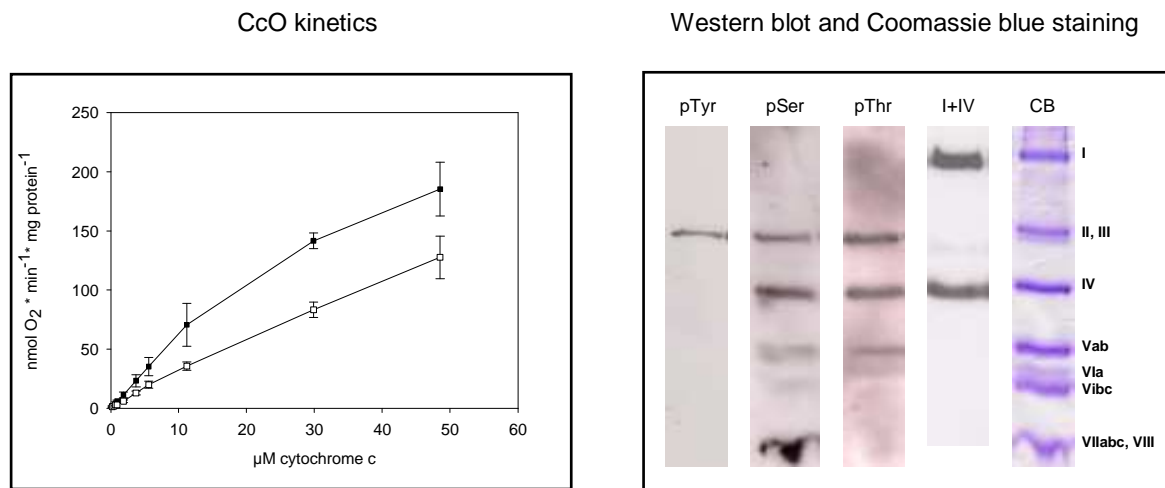 CcO kinetics
Western blot and Coomassie blue staining
nmol O2 * min-1* mg protein-1
250
200
150
100
50
0
0 10 20 30 40 50 60
µM cytochrome c
pTyr pSer pThr I+IV CB
I
II, III
IV
Vab
VIa
Vibc
VIIabc, VIII